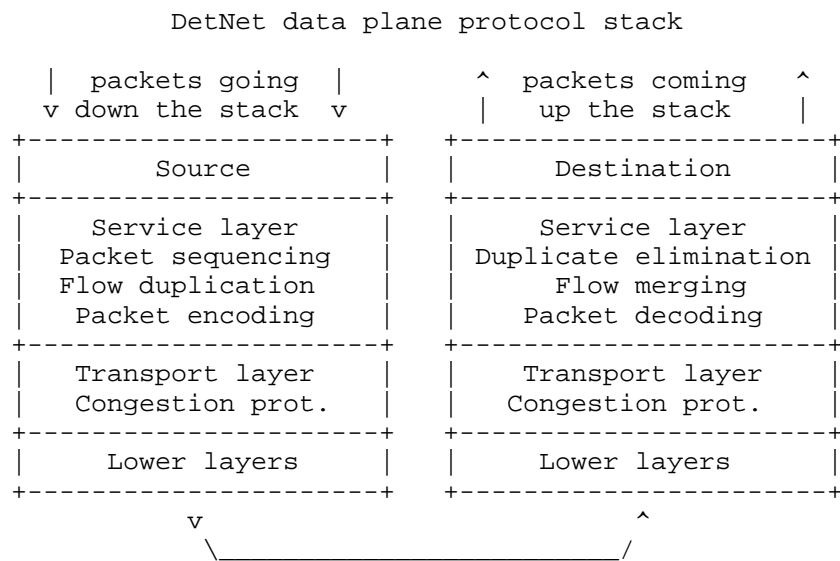 DetNet data plane protocol stack
|  packets going  |        ^  packets coming   ^
v down the stack  v        |   up the stack    |
+-----------------------+   +-----------------------+
|        Source         |   |      Destination      |
+-----------------------+   +-----------------------+
|    Service layer      |   |     Service layer     |
|  Packet sequencing    |   | Duplicate elimination |
|  Flow duplication     |   |      Flow merging     |
|   Packet encoding     |   |    Packet decoding    |
+-----------------------+   +-----------------------+
|   Transport layer     |   |    Transport layer    |
|   Congestion prot.    |   |   Congestion prot.    |
+-----------------------+   +-----------------------+
|     Lower layers      |   |     Lower layers      |
+-----------------------+   +-----------------------+
v                           ^
\_________________________/